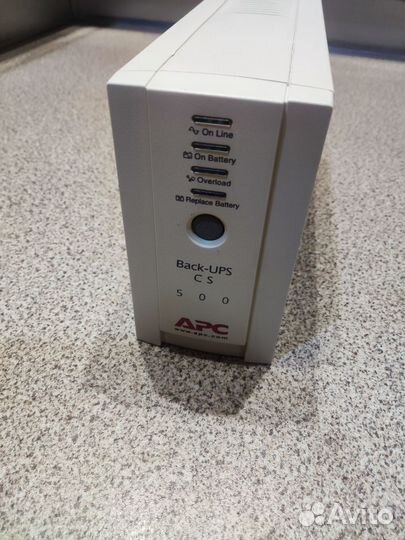 On Line
On Battery
Overload
Replace Battery
Back-UPS
CS
500
APC
www.apc.com
Avito